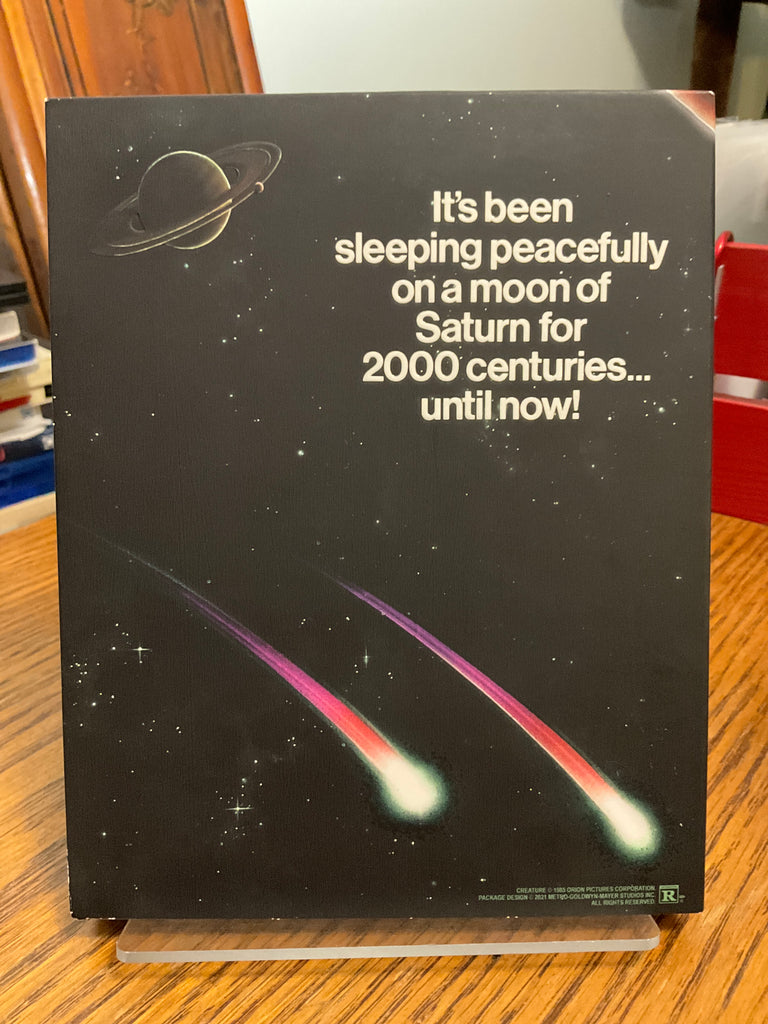 It's been
sleeping peacefully
on a moon of
Saturn for
2000 centuries...
until now!
CREATURE © 1985 ORION PICTURES CORPORATION.
PACKAGE DESIGN © 2021 METRO-GOLDWYN-MAYER STUDIOS INC.
ALL RIGHTS RESERVED.
R